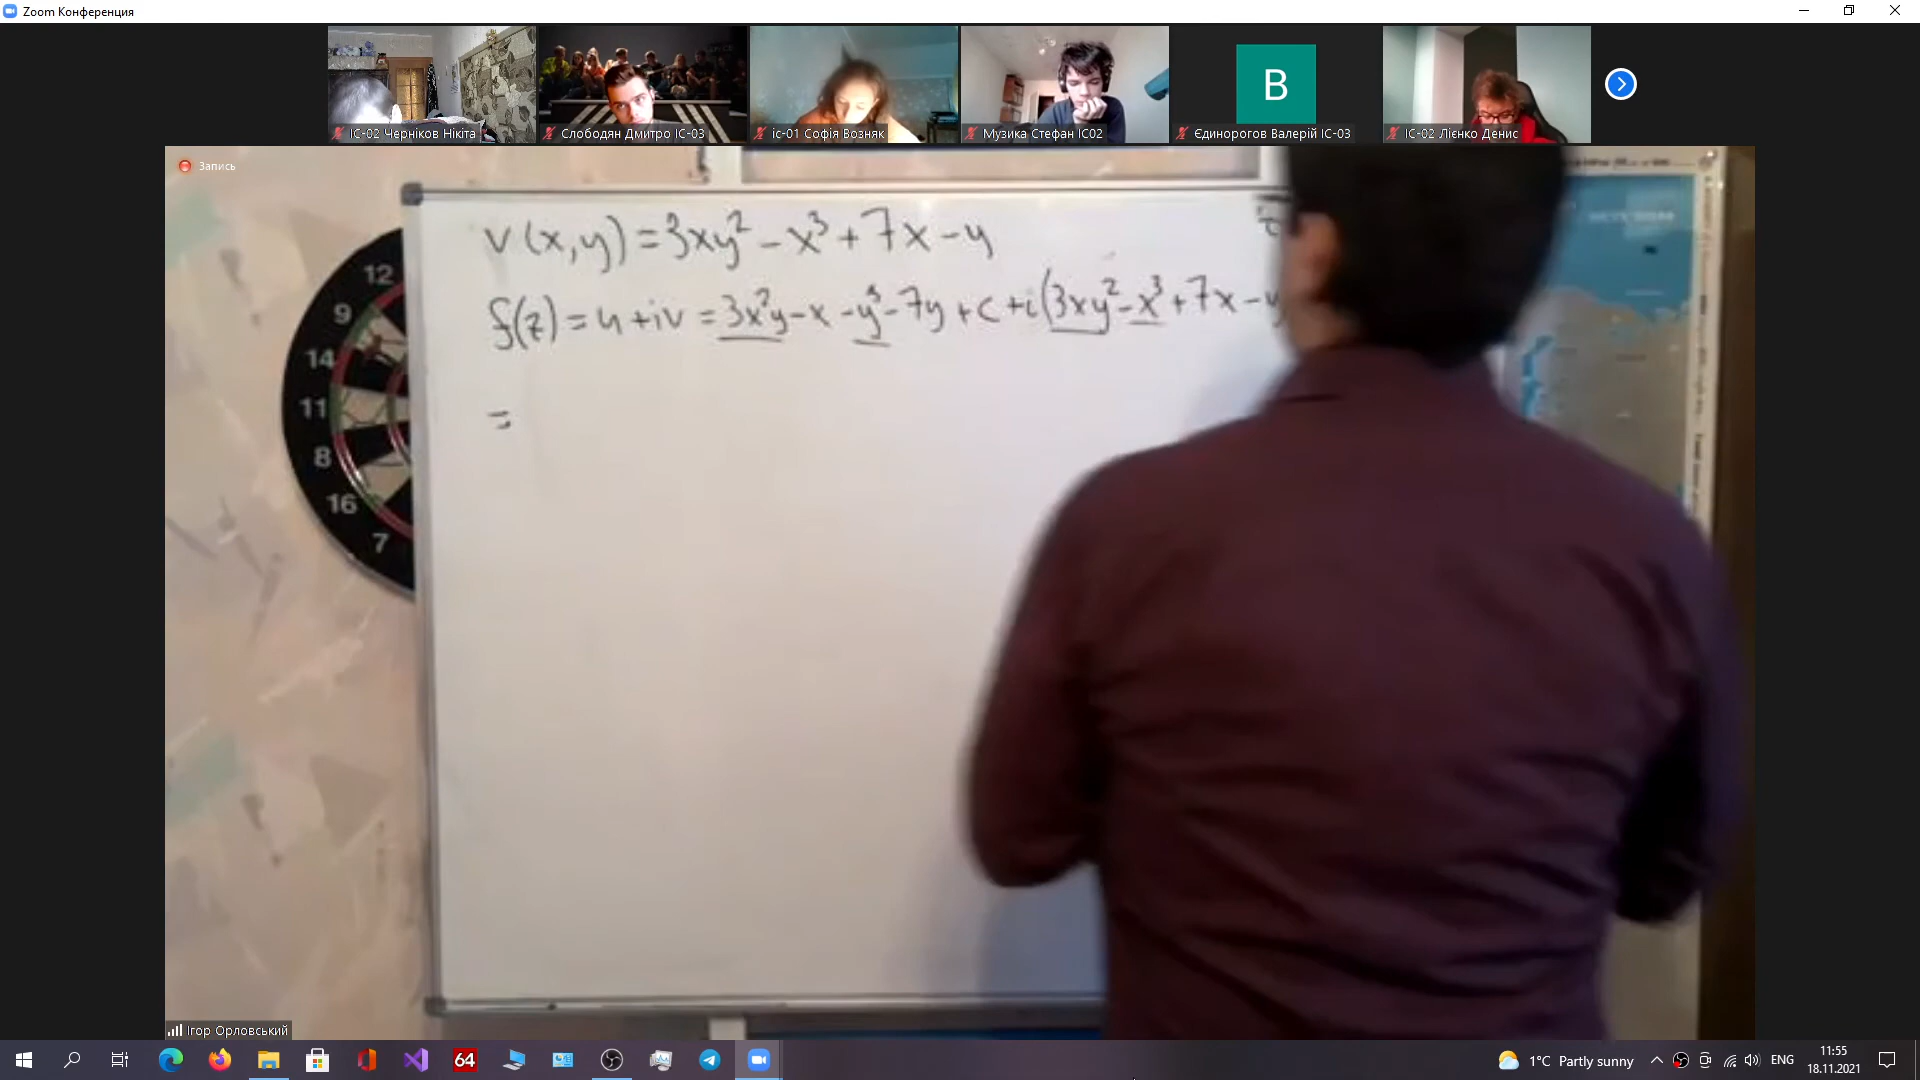 Zoom Конференция
ІС-02 Черніков Нікіта
Слободян Дмитро ІС-03
іс-01 Софія Возняк
Музика Стефан ІС02
B
Єдинорогов Валерій ІС-03
ІС-02 Лієнко Денис
Запись
v(x,y)=3xy²-x³+7x-y
f(z)=u+iv=3x²y-x-y³-7y+c+i(3xy²-x³+7x-y
=
12
9
14
11
8
16
7
Ігор Орловський
64
1°C Partly sunny
ENG
11:55
18.11.2021